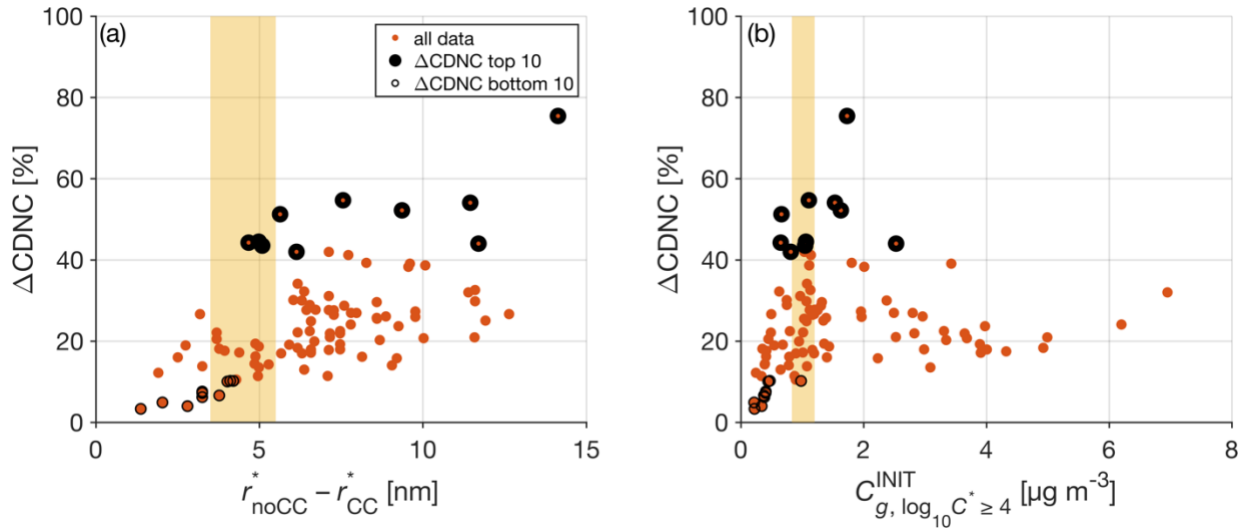 (a)
100
80
60
40
20
0
ΔCDNC [%]
all data
ΔCDNC top 10
ΔCDNC bottom 10
0
5
10
15
r*noCC − r*CC [nm]
(b)
100
80
60
40
20
0
ΔCDNC [%]
0
2
4
6
8
C INIT g, log10C* ≥ 4 [µg m−3]